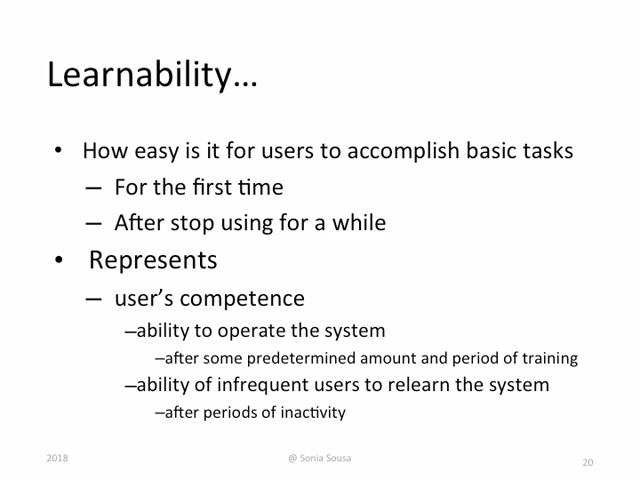 Learnability…
• How easy is it for users to accomplish basic tasks
– For the first time
– After stop using for a while
• Represents
– user's competence
–ability to operate the system
–after some predetermined amount and period of training
–ability of infrequent users to relearn the system
–after periods of inactivity
2018 @ Sonia Sousa 20